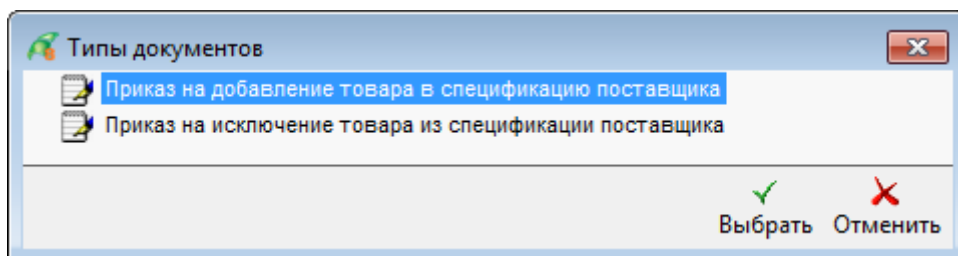 Типы документов
Приказ на добавление товара в спецификацию поставщика
Приказ на исключение товара из спецификации поставщика
Выбрать Отменить